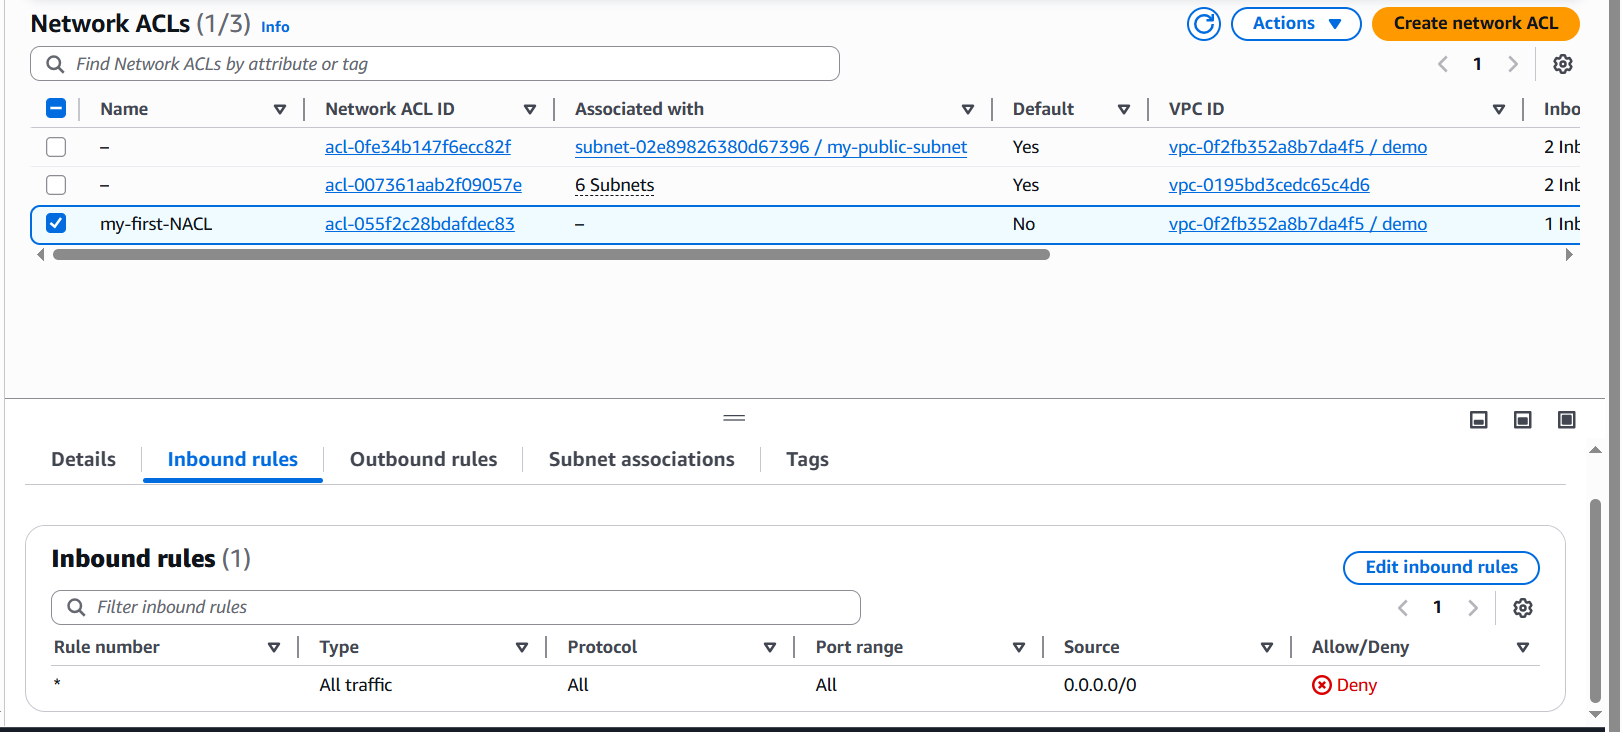 Network ACLs (1/3) Info Actions Create network ACL
Find Network ACLs by attribute or tag 1
Name Network ACL ID Associated with Default VPC ID Inbo
– acl-0fe34b147f6ecc82f subnet-02e89826380d67396 / my-public-subnet Yes vpc-0f2fb352a8b7da4f5 / demo 2 Inb
– acl-007361aab2f09057e 6 Subnets Yes vpc-0195bd3cedc65c4d6 2 Inb
my-first-NACL acl-055f2c28bdafdec83 – No vpc-0f2fb352a8b7da4f5 / demo 1 Inb
Details Inbound rules Outbound rules Subnet associations Tags
Inbound rules (1) Edit inbound rules
Filter inbound rules 1
Rule number Type Protocol Port range Source Allow/Deny
* All traffic All All 0.0.0.0/0 Deny